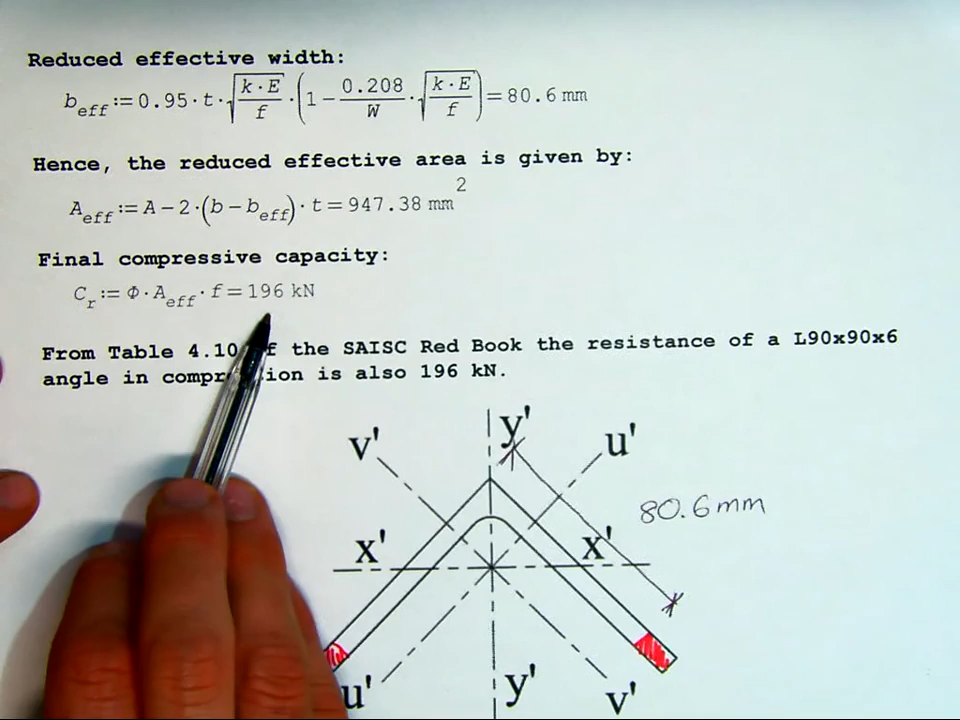 Reduced effective width:
b_eff := 0.95 · t · √(k · E / f) · (1 − 0.208 / W · √(k · E / f)) = 80.6 mm
Hence, the reduced effective area is given by:
A_eff := A − 2 · (b − b_eff) · t = 947.38 mm²
Final compressive capacity:
C_r := Φ · A_eff · f = 196 kN
From Table 4.10 of the SAISC Red Book the resistance of a L90x90x6
angle in compression is also 196 kN.
y'
v' u'
80.6mm
x' x'
u' y' v'